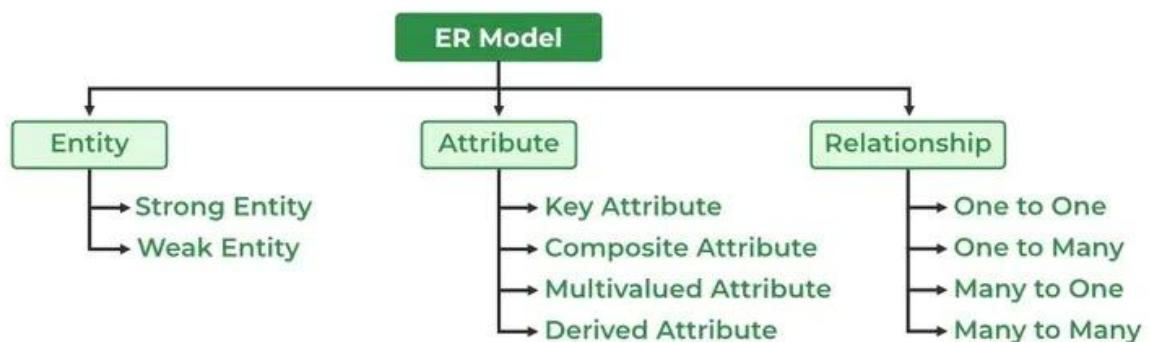 ER Model
Entity
Strong Entity
Weak Entity
Attribute
Key Attribute
Composite Attribute
Multivalued Attribute
Derived Attribute
Relationship
One to One
One to Many
Many to One
Many to Many